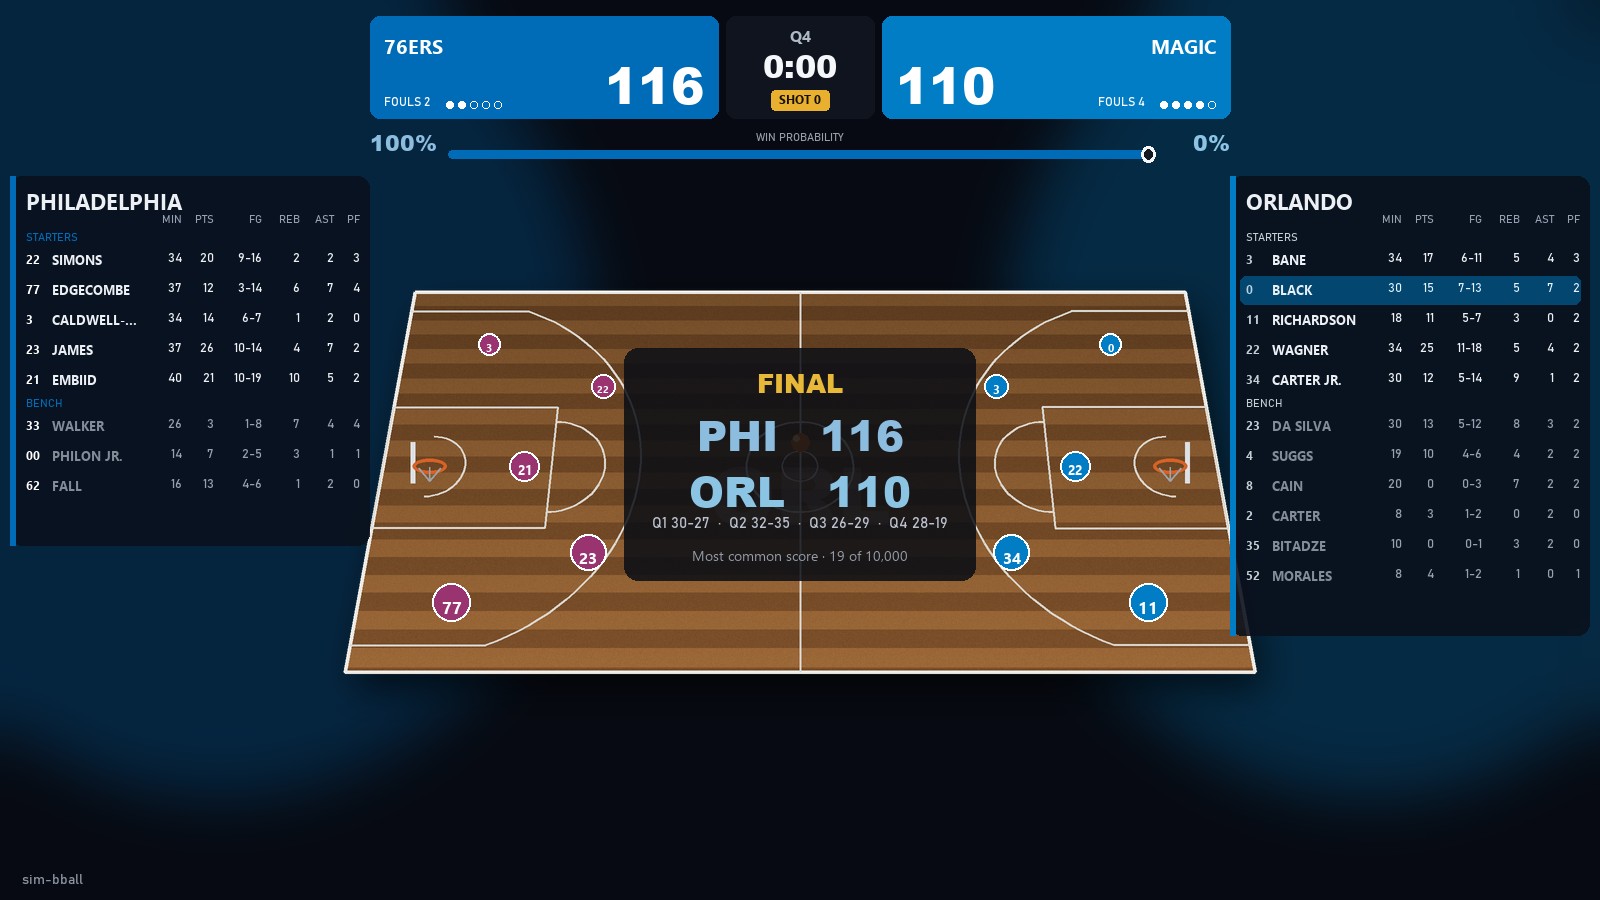 76ERS
116
FOULS 2
Q4
0:00
SHOT 0
MAGIC
110
FOULS 4
100%
WIN PROBABILITY
0%
PHILADELPHIA
MIN PTS FG REB AST PF
STARTERS
22 SIMONS 34 20 9-16 2 2 3
77 EDGECOMBE 37 12 3-14 6 7 4
3 CALDWELL-... 34 14 6-7 1 2 0
23 JAMES 37 26 10-14 4 7 2
21 EMBIID 40 21 10-19 10 5 2
BENCH
33 WALKER 26 3 1-8 7 4 4
00 PHILON JR. 14 7 2-5 3 1 1
62 FALL 16 13 4-6 1 2 0
3
22
21
23
77
FINAL
PHI 116
ORL 110
Q1 30-27 · Q2 32-35 · Q3 26-29 · Q4 28-19
Most common score · 19 of 10,000
0
3
22
34
11
ORLANDO
MIN PTS FG REB AST PF
STARTERS
3 BANE 34 17 6-11 5 4 3
0 BLACK 30 15 7-13 5 7 2
11 RICHARDSON 18 11 5-7 3 0 2
22 WAGNER 34 25 11-18 5 4 2
34 CARTER JR. 30 12 5-14 9 1 2
BENCH
23 DA SILVA 30 13 5-12 8 3 2
4 SUGGS 19 10 4-6 4 2 2
8 CAIN 20 0 0-3 7 2 2
2 CARTER 8 3 1-2 0 2 0
35 BITADZE 10 0 0-1 3 2 0
52 MORALES 8 4 1-2 1 0 1
sim-bball